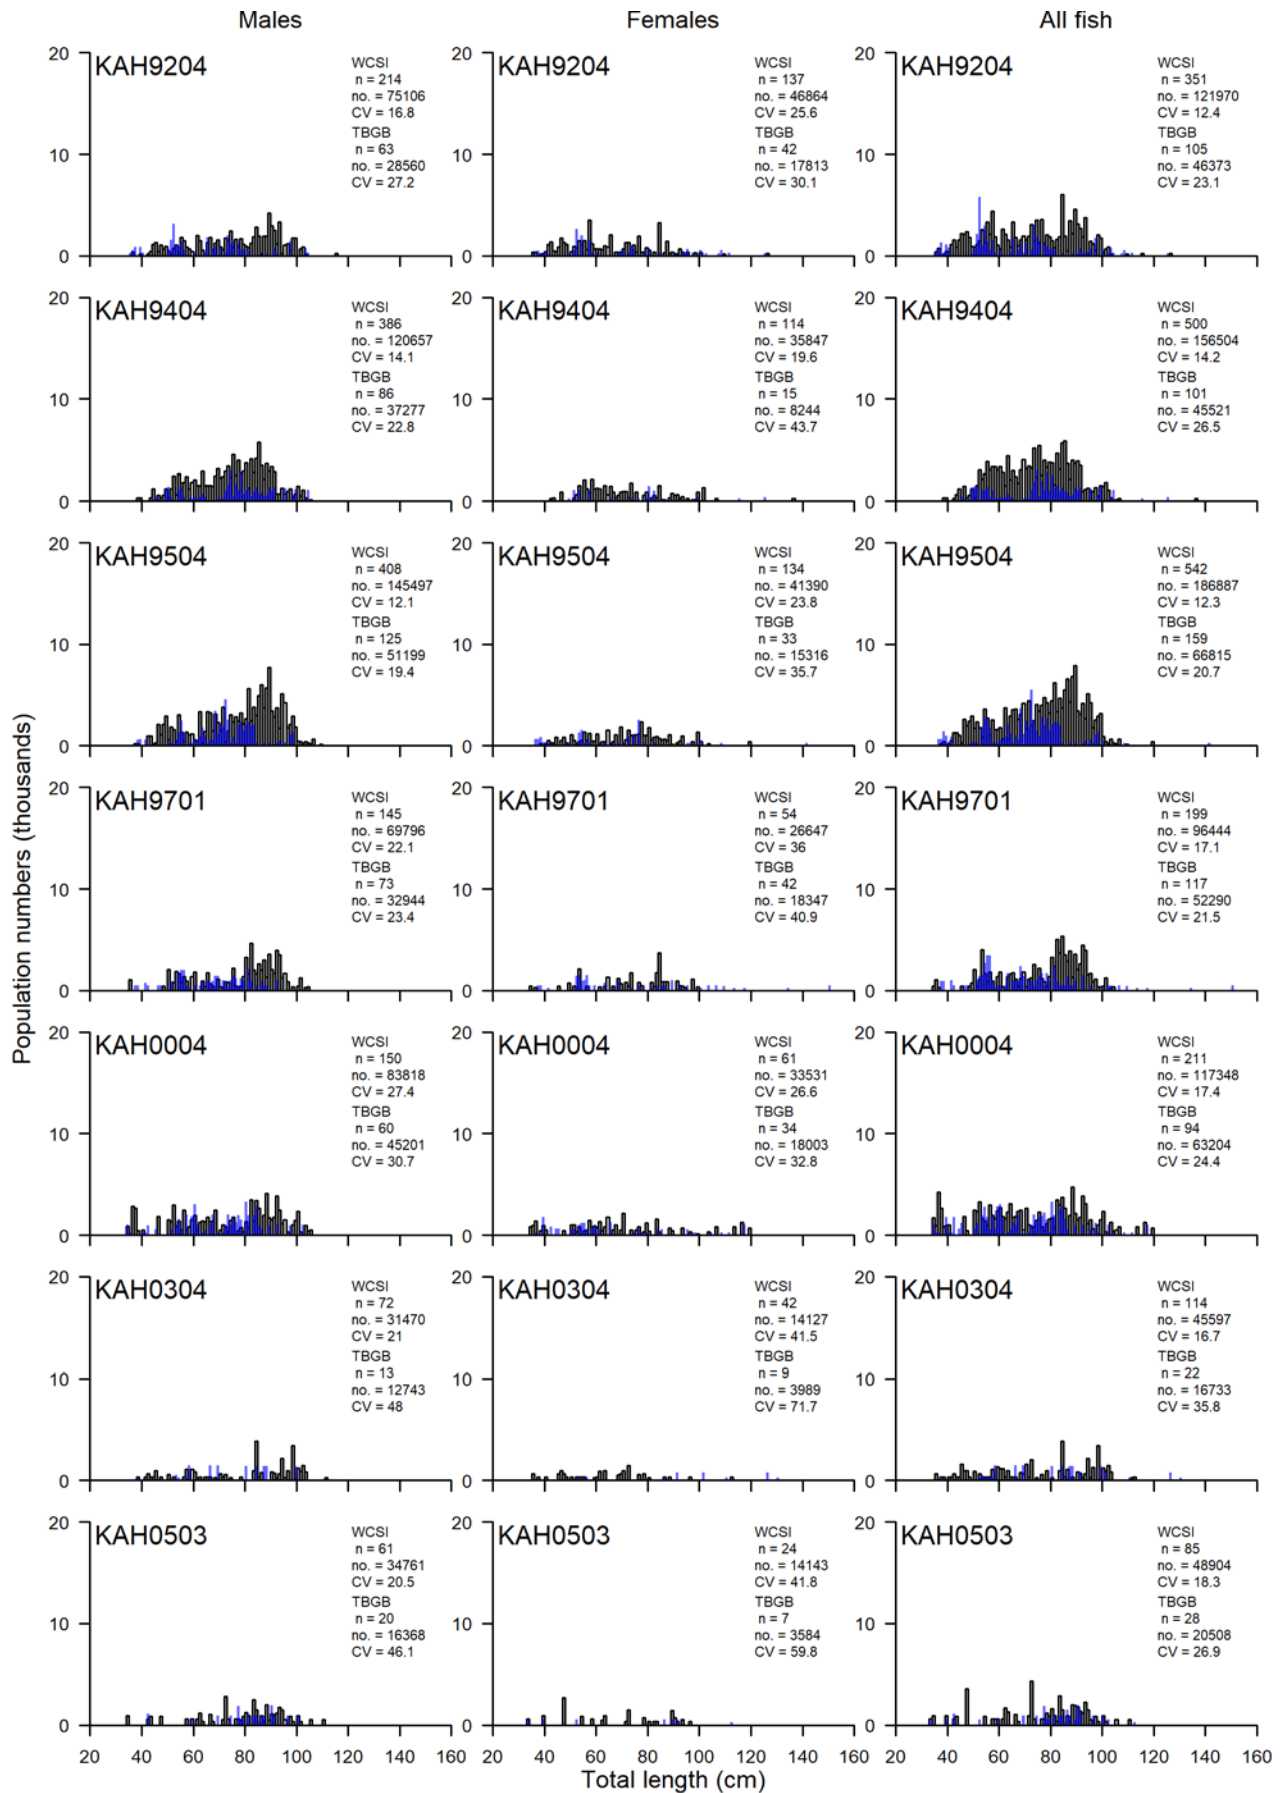 Males Females All fish
Population numbers (thousands)
20 KAH9204 WCSI 20 KAH9204 WCSI 20 KAH9204 WCSI
n = 214 n = 137 n = 351
no. = 75106 no. = 46864 no. = 121970
CV = 16.8 CV = 25.6 CV = 12.4
TBGB TBGB TBGB
10 n = 63 10 n = 42 10 n = 105
no. = 28560 no. = 17813 no. = 46373
CV = 27.2 CV = 30.1 CV = 23.1
0 0 0
20 KAH9404 WCSI 20 KAH9404 WCSI 20 KAH9404 WCSI
n = 386 n = 114 n = 500
no. = 120657 no. = 35847 no. = 156504
CV = 14.1 CV = 19.6 CV = 14.2
TBGB TBGB TBGB
10 n = 86 10 n = 15 10 n = 101
no. = 37277 no. = 8244 no. = 45521
CV = 22.8 CV = 43.7 CV = 26.5
0 0 0
20 KAH9504 WCSI 20 KAH9504 WCSI 20 KAH9504 WCSI
n = 408 n = 134 n = 542
no. = 145497 no. = 41390 no. = 186887
CV = 12.1 CV = 23.8 CV = 12.3
TBGB TBGB TBGB
10 n = 125 10 n = 33 10 n = 159
no. = 51199 no. = 15316 no. = 66815
CV = 19.4 CV = 35.7 CV = 20.7
0 0 0
20 KAH9701 WCSI 20 KAH9701 WCSI 20 KAH9701 WCSI
n = 145 n = 54 n = 199
no. = 69796 no. = 26647 no. = 96444
CV = 22.1 CV = 36 CV = 17.1
TBGB TBGB TBGB
10 n = 73 10 n = 42 10 n = 117
no. = 32944 no. = 18347 no. = 52290
CV = 23.4 CV = 40.9 CV = 21.5
0 0 0
20 KAH0004 WCSI 20 KAH0004 WCSI 20 KAH0004 WCSI
n = 150 n = 61 n = 211
no. = 83818 no. = 33531 no. = 117348
CV = 27.4 CV = 26.6 CV = 17.4
TBGB TBGB TBGB
10 n = 60 10 n = 34 10 n = 94
no. = 45201 no. = 18003 no. = 63204
CV = 30.7 CV = 32.8 CV = 24.4
0 0 0
20 KAH0304 WCSI 20 KAH0304 WCSI 20 KAH0304 WCSI
n = 72 n = 42 n = 114
no. = 31470 no. = 14127 no. = 45597
CV = 21 CV = 41.5 CV = 16.7
TBGB TBGB TBGB
10 n = 13 10 n = 9 10 n = 22
no. = 12743 no. = 3989 no. = 16733
CV = 48 CV = 71.7 CV = 35.8
0 0 0
20 KAH0503 WCSI 20 KAH0503 WCSI 20 KAH0503 WCSI
n = 61 n = 24 n = 85
no. = 34761 no. = 14143 no. = 48904
CV = 20.5 CV = 41.8 CV = 18.3
TBGB TBGB TBGB
10 n = 20 10 n = 7 10 n = 28
no. = 16368 no. = 3584 no. = 20508
CV = 46.1 CV = 59.8 CV = 26.9
0 0 0
20 40 60 80 100 120 140 160 20 40 60 80 100 120 140 160 20 40 60 80 100 120 140 160
Total length (cm)